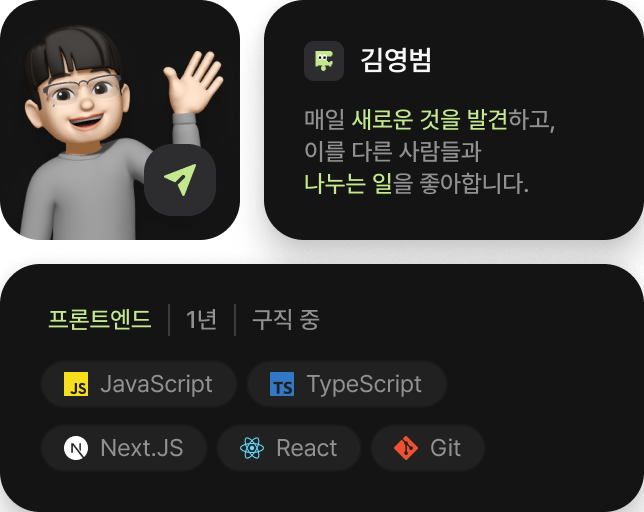 김영범
매일 새로운 것을 발견하고,
이를 다른 사람들과
나누는 일을 좋아합니다.
프론트엔드 1년 구직 중
JS JavaScript TS TypeScript
N Next.JS React Git